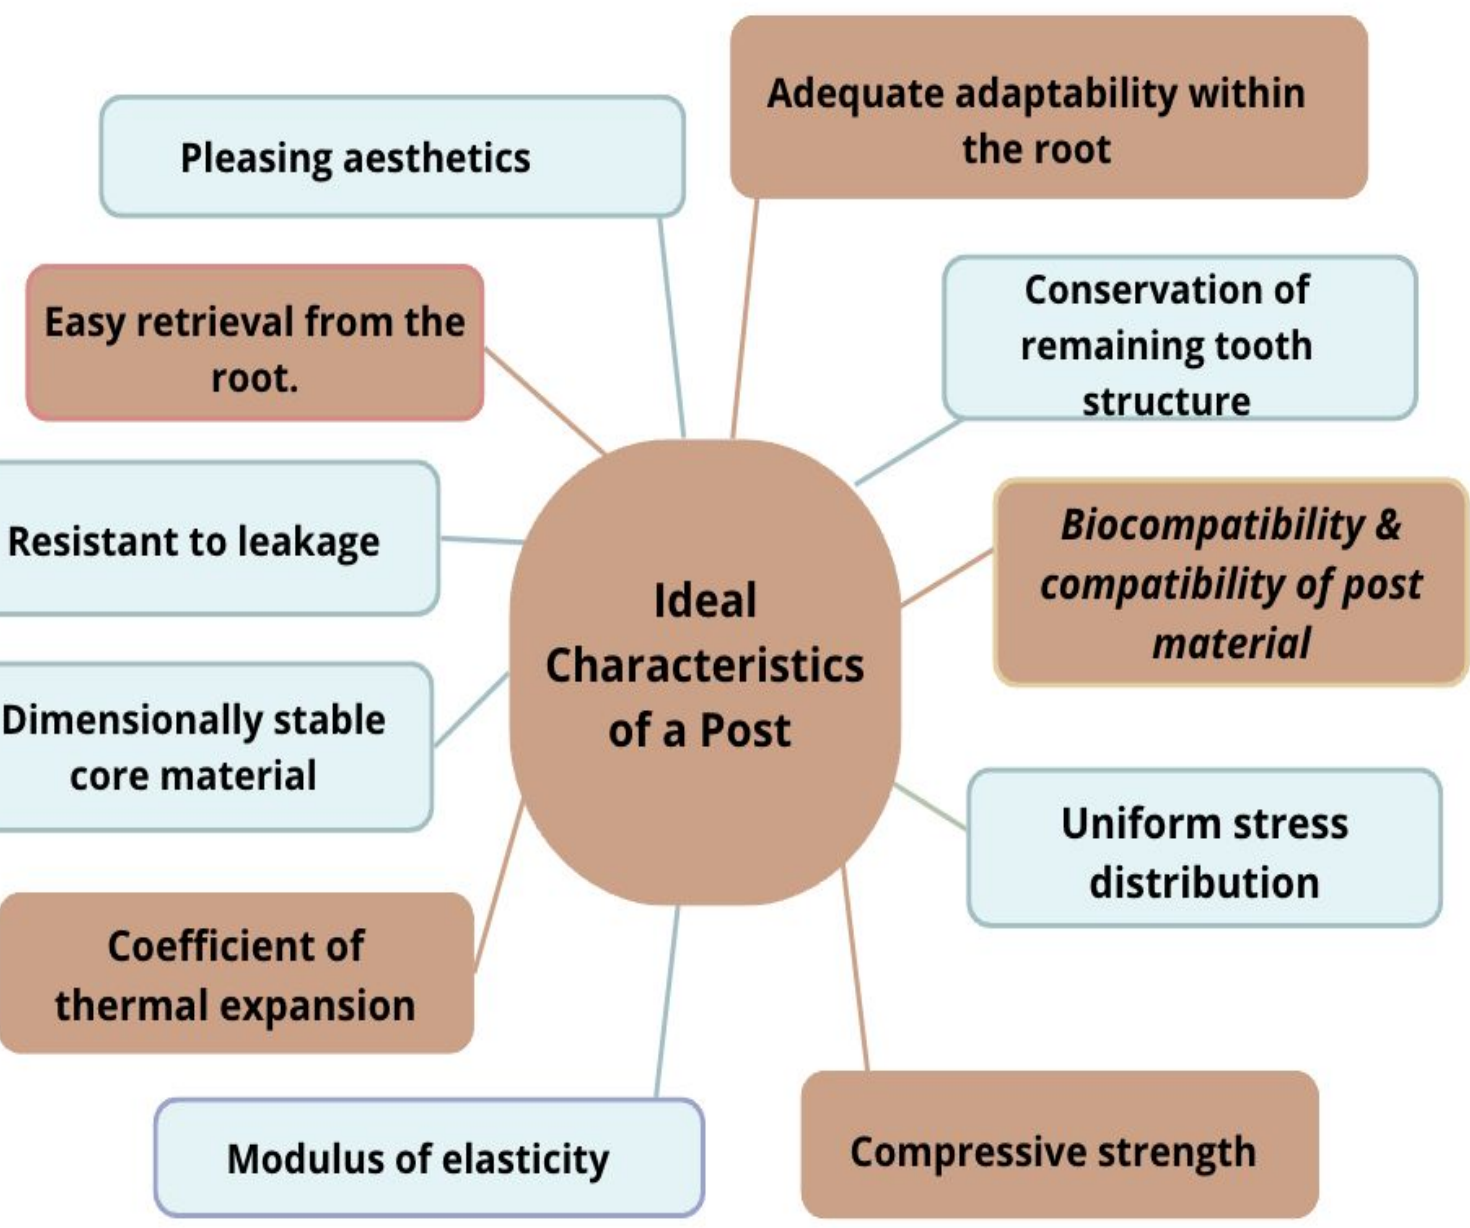 Adequate adaptability within
the root
Pleasing aesthetics
Conservation of
remaining tooth
structure
Easy retrieval from the
root.
Biocompatibility &
compatibility of post
material
Resistant to leakage
Ideal
Characteristics
of a Post
Dimensionally stable
core material
Uniform stress
distribution
Coefficient of
thermal expansion
Modulus of elasticity
Compressive strength